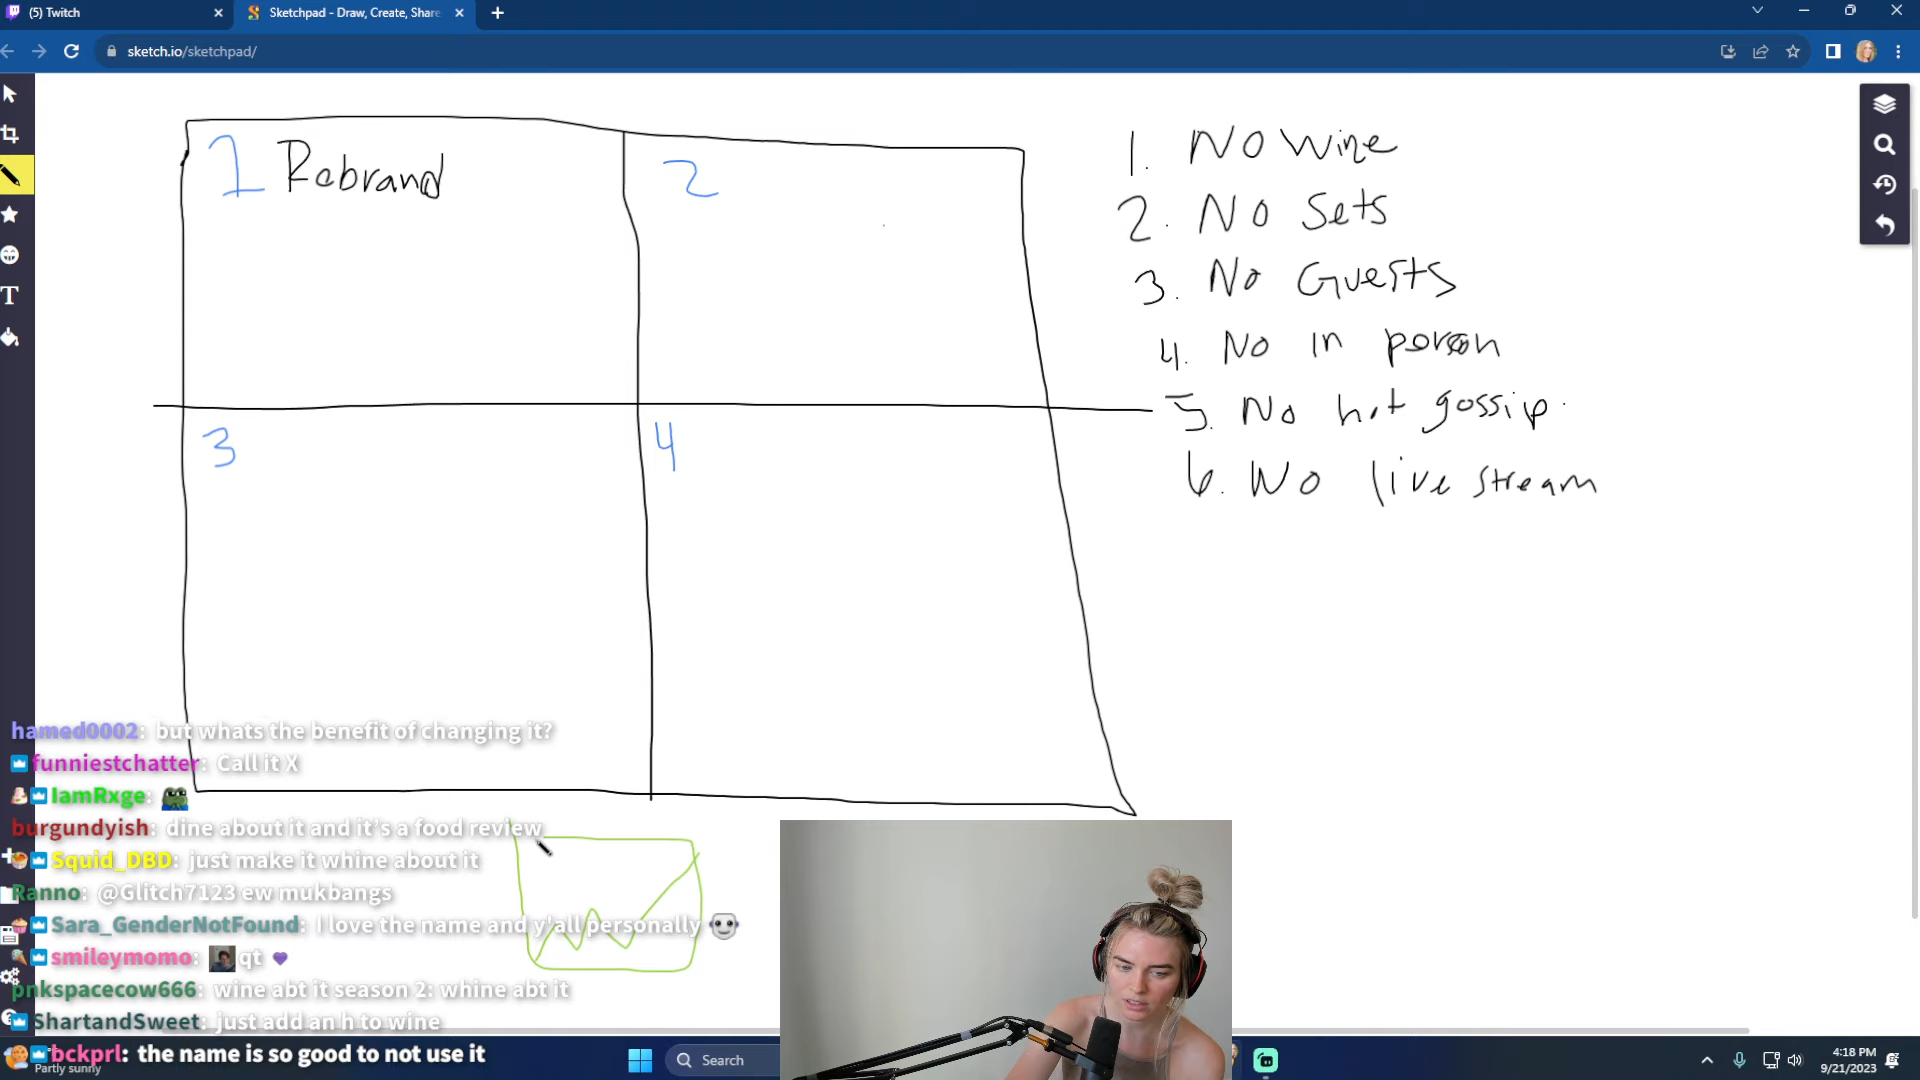 (5) Twitch
Sketchpad - Draw, Create, Share
sketch.io/sketchpad/
1 Rebrand
2
3
4
1. No Wine
2. No Sets
3. No Guests
4. No in person
5. No hot gossip.
6. No live stream
T
hamed0002: but whats the benefit of changing it?
funniestchatter: Call it X
IamRxge:
burgundyish: dine about it and it's a food review
Squid_DBD: just make it whine about it
Ranno: @Glitch7123 ew mukbangs
Sara_GenderNotFound: I love the name and y'all personally
smileymomo: qt
pnkspacecow666: wine abt it season 2: whine abt it
ShartandSweet: just add an h to wine
bckprl: the name is so good to not use it
Partly sunny
Search
4:18 PM
9/21/2023